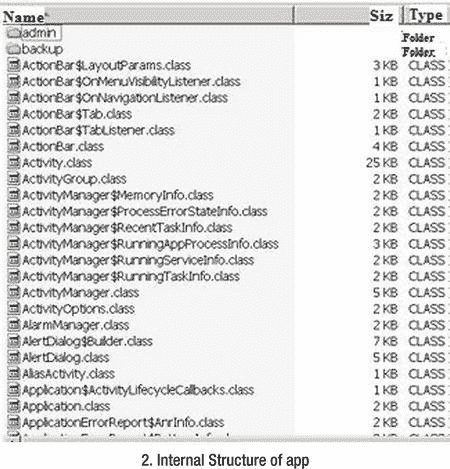 Name Siz Type
admin Folder
backup Folder
ActionBar$LayoutParams.class 3 KB CLASS
ActionBar$OnMenuVisibilityListener.class 1 KB CLASS
ActionBar$OnNavigationListener.class 1 KB CLASS
ActionBar$Tab.class 2 KB CLASS
ActionBar$TabListener.class 1 KB CLASS
ActionBar.class 4 KB CLASS
Activity.class 25 KB CLASS
ActivityGroup.class 2 KB CLASS
ActivityManager$MemoryInfo.class 2 KB CLASS
ActivityManager$ProcessErrorStateInfo.class 2 KB CLASS
ActivityManager$RecentTaskInfo.class 2 KB CLASS
ActivityManager$RunningAppProcessInfo.class 3 KB CLASS
ActivityManager$RunningServiceInfo.class 2 KB CLASS
ActivityManager$RunningTaskInfo.class 2 KB CLASS
ActivityManager.class 5 KB CLASS
ActivityOptions.class 2 KB CLASS
AlarmManager.class 2 KB CLASS
AlertDialog$Builder.class 7 KB CLASS
AlertDialog.class 5 KB CLASS
AliasActivity.class 1 KB CLASS
Application$ActivityLifecycleCallbacks.class 1 KB CLASS
Application.class 2 KB CLASS
ApplicationErrorReport$AnrInfo.class 2 KB CLASS
2. Internal Structure of app